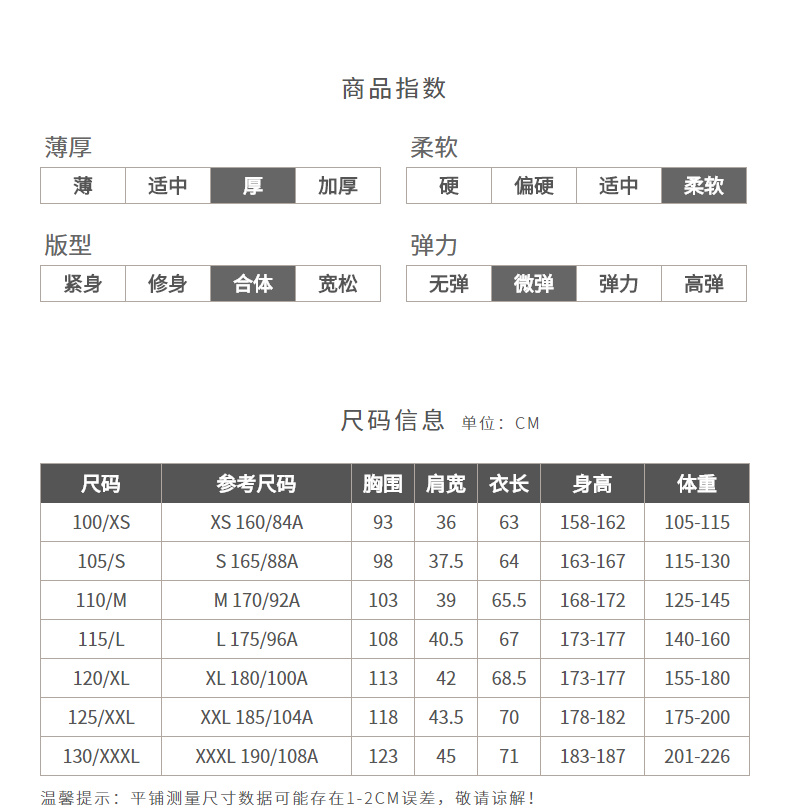 商品指数
薄厚 柔软
薄 适中 厚 加厚 硬 偏硬 适中 柔软
版型 弹力
紧身 修身 合体 宽松 无弹 微弹 弹力 高弹
尺码信息 单位：CM
尺码 参考尺码 胸围 肩宽 衣长 身高 体重
100/XS XS 160/84A 93 36 63 158-162 105-115
105/S S 165/88A 98 37.5 64 163-167 115-130
110/M M 170/92A 103 39 65.5 168-172 125-145
115/L L 175/96A 108 40.5 67 173-177 140-160
120/XL XL 180/100A 113 42 68.5 173-177 155-180
125/XXL XXL 185/104A 118 43.5 70 178-182 175-200
130/XXXL XXXL 190/108A 123 45 71 183-187 201-226
温馨提示：平铺测量尺寸数据可能存在1-2CM误差，敬请谅解！